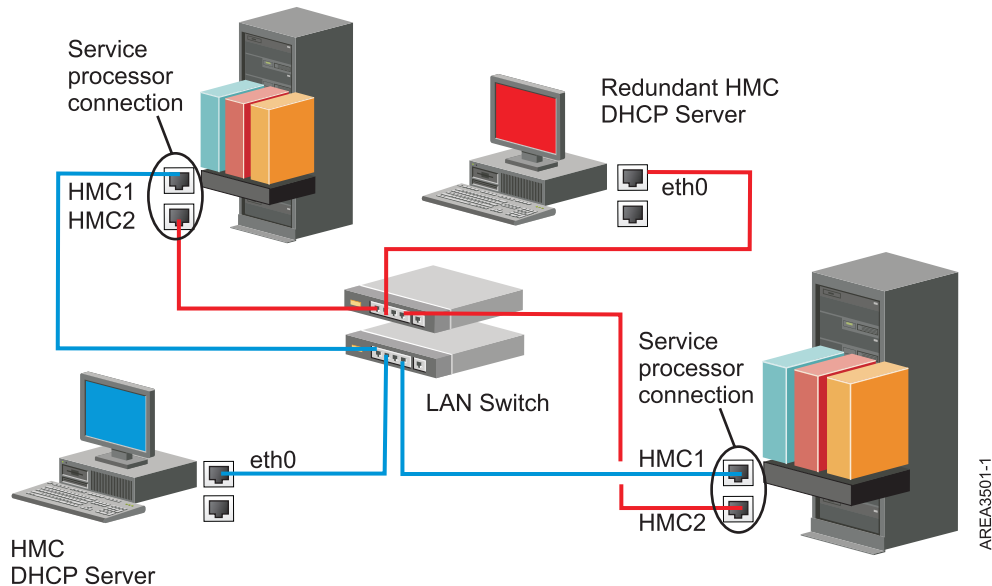 Service
processor
connection
HMC1
HMC2
Redundant HMC
DHCP Server
eth0
LAN Switch
Service
processor
connection
HMC1
HMC2
eth0
HMC
DHCP Server
AREA3501-1